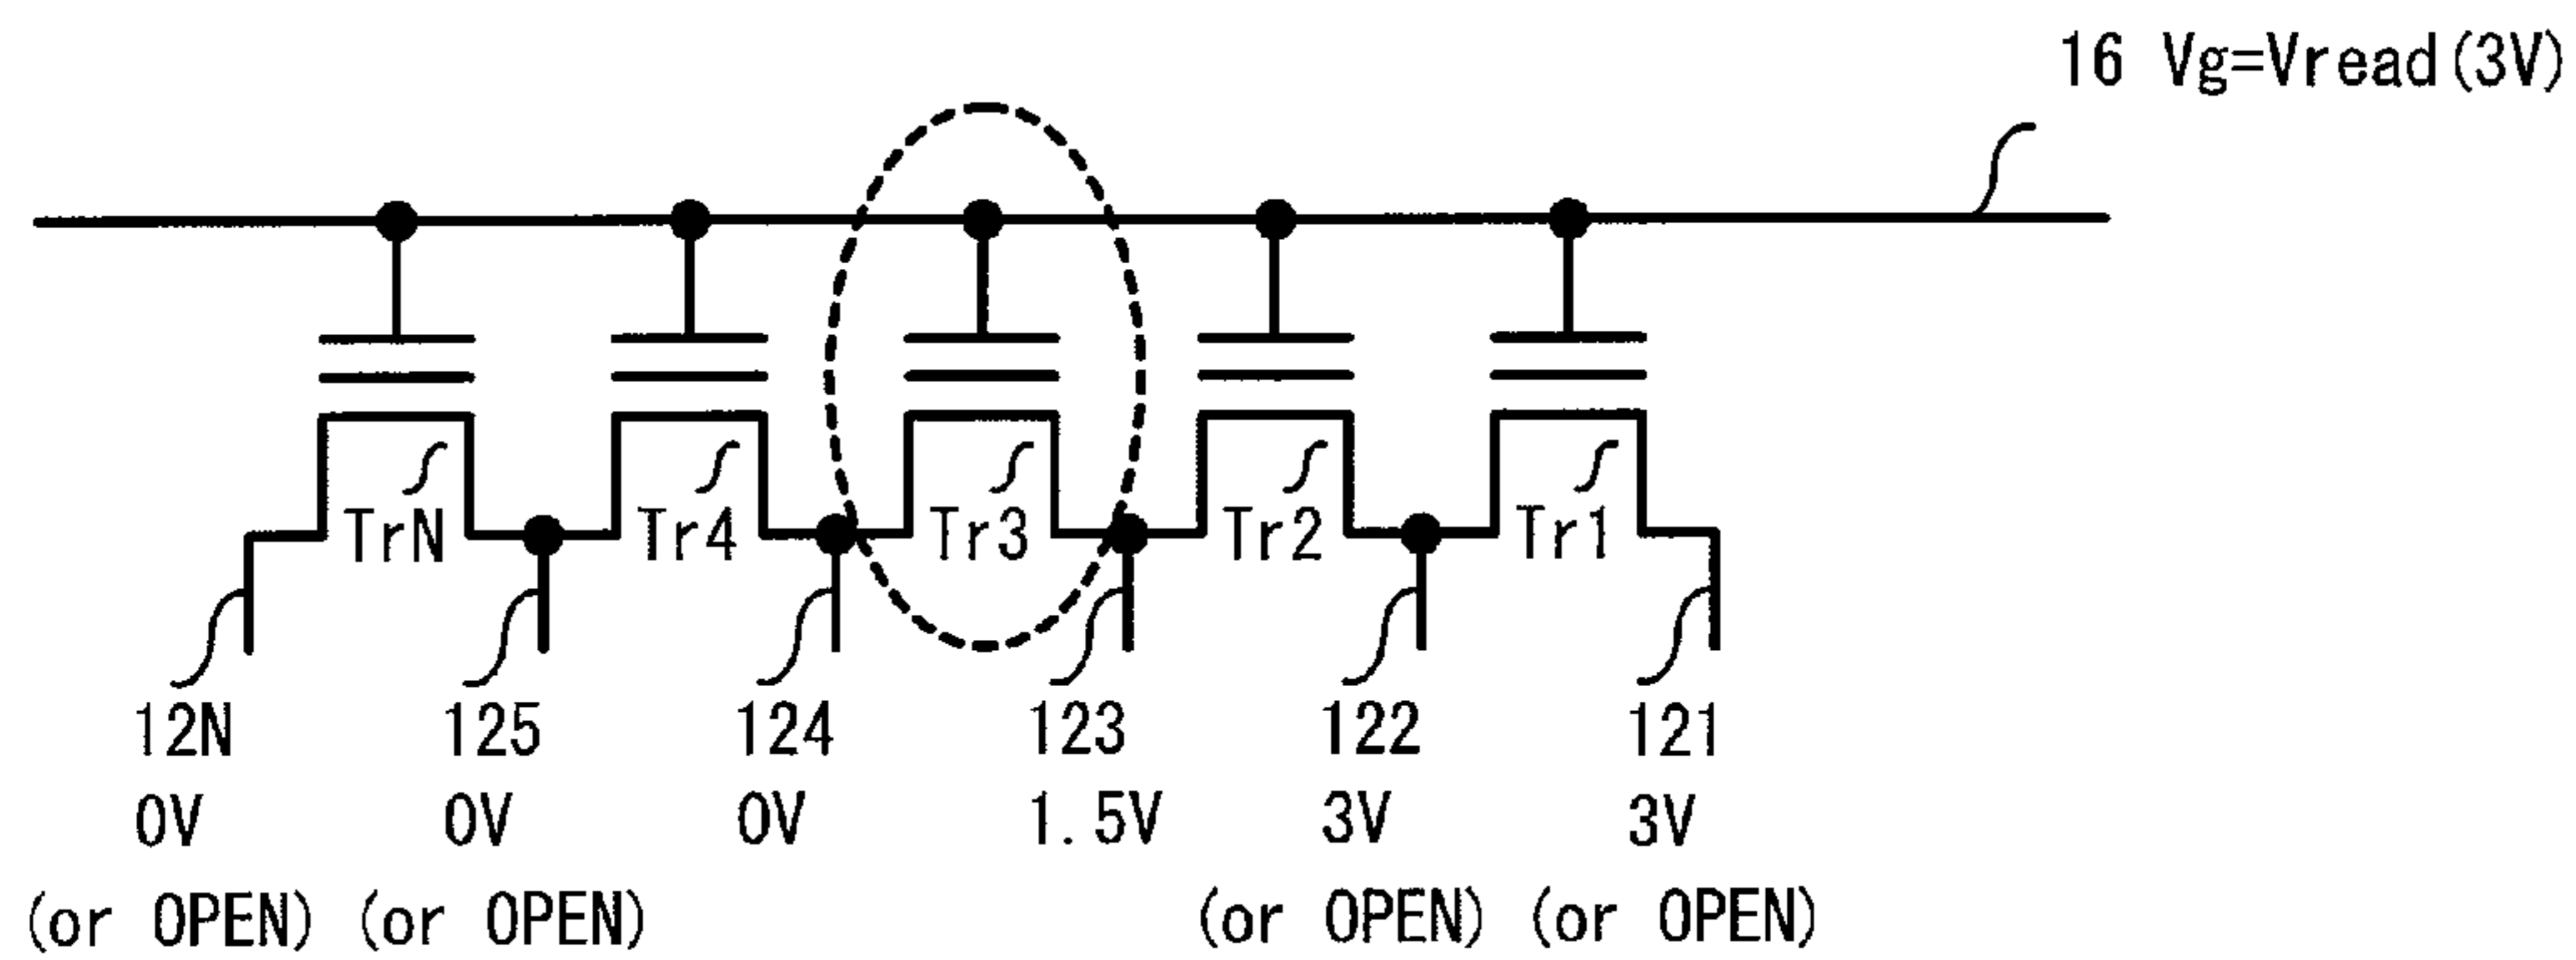 16 Vg=Vread(3V)
TrN Tr4 Tr3 Tr2 Tr1
12N 125 124 123 122 121
0V 0V 0V 1.5V 3V 3V
(or OPEN) (or OPEN) (or OPEN) (or OPEN)